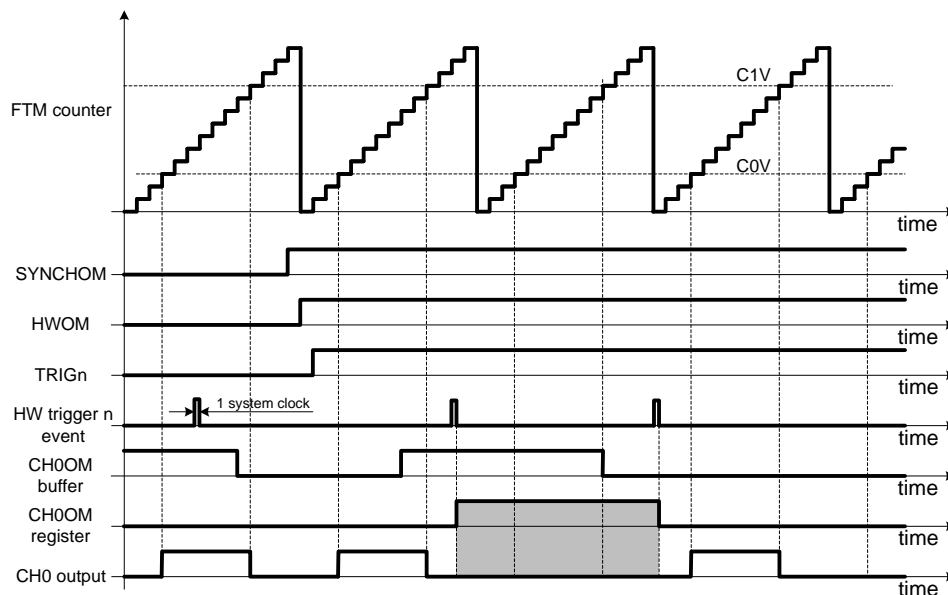 C1V
FTM counter
C0V
time
SYNCHOM
time
HWOM
time
TRIGn
time
1 system clock
HW trigger n
event
time
CH0OM
buffer
time
CH0OM
register
time
CH0 output
time